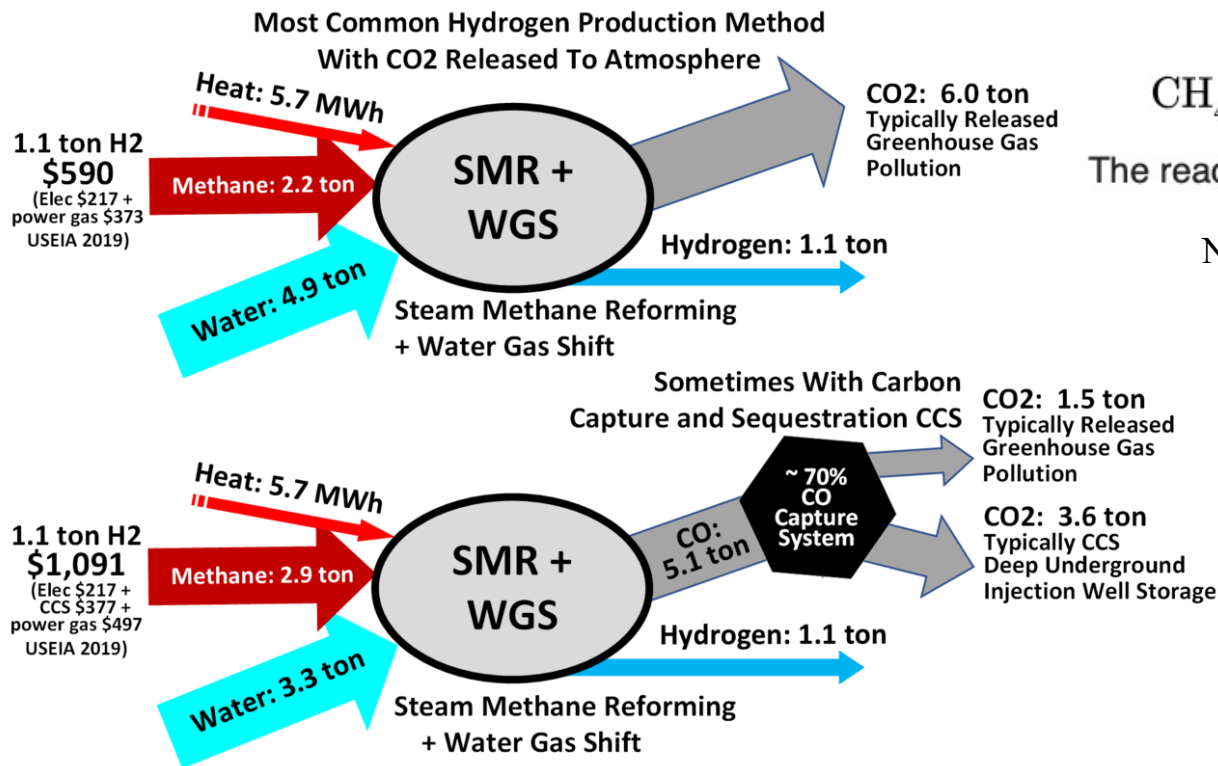 Most Common Hydrogen Production Method
With CO2 Released To Atmosphere
Heat: 5.7 MWh
1.1 ton H2
$590
(Elec $217 +
power gas $373
USEIA 2019)
Methane: 2.2 ton
Water: 4.9 ton
SMR +
WGS
CO2: 6.0 ton
Typically Released
Greenhouse Gas
Pollution
Hydrogen: 1.1 ton
Steam Methane Reforming
+ Water Gas Shift
CH
The reac
N
Sometimes With Carbon
Capture and Sequestration CCS
Heat: 5.7 MWh
1.1 ton H2
$1,091
(Elec $217 +
CCS $377 +
power gas $497
USEIA 2019)
Methane: 2.9 ton
Water: 3.3 ton
SMR +
WGS
CO:
5.1 ton
~ 70%
CO
Capture
System
CO2: 1.5 ton
Typically Released
Greenhouse Gas
Pollution
CO2: 3.6 ton
Typically CCS
Deep Underground
Injection Well Storage
Hydrogen: 1.1 ton
Steam Methane Reforming
+ Water Gas Shift